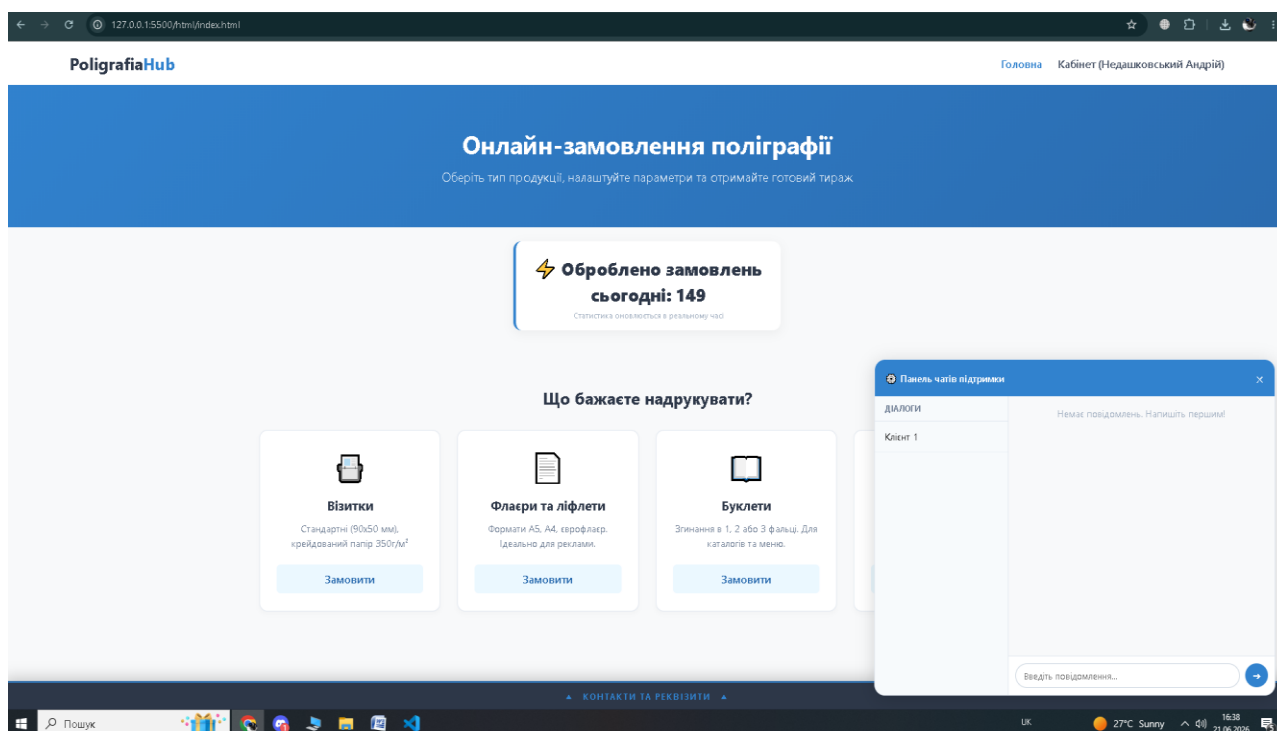 127.0.0.1:5500/html/index.html
PoligrafiaHub
Головна Кабінет (Недашковський Андрій)
Онлайн-замовлення поліграфії
Оберіть тип продукції, налаштуйте параметри та отримайте готовий тираж
⚡ Оброблено замовлень
сьогодні: 149
Статистика оновлюється в реальному часі
Що бажаєте надрукувати?
Візитки
Стандартні (90x50 мм),
крейдований папір 350г/м²
Замовити
Флаєри та ліфлети
Формати А5, А4, єврофлаєр.
Ідеально для реклами.
Замовити
Буклети
Згинання в 1, 2 або 3 фальці. Для
каталогів та меню.
Замовити
Панель чатів підтримки ×
ДІАЛОГИ
Клієнт 1
Немає повідомлень. Напишіть першим!
Введіть повідомлення...
▲ КОНТАКТИ ТА РЕКВІЗИТИ ▲
Пошук
UK
27°C Sunny
16:38
21.06.2026
5